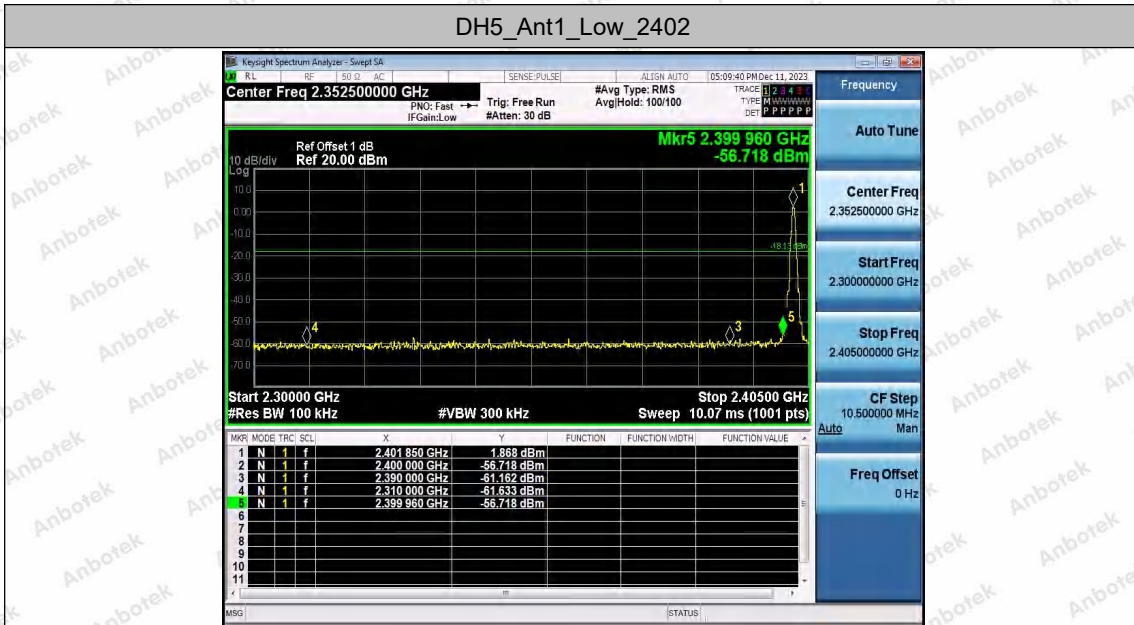 DH5_Ant1_Low_2402
Keysight Spectrum Analyzer - Swept SA
RL RF 50 Ω AC SENSE:PULSE ALIGN AUTO 05:09:40 PM Dec 11, 2023
Center Freq 2.352500000 GHz
PNO: Fast
IFGain:Low
Trig: Free Run
#Atten: 30 dB
#Avg Type: RMS
Avg|Hold: 100/100
TRACE 1 2 3 4 5 6
TYPE M WWWWW
DET P P P P P P
Mkr5 2.399 960 GHz
-56.718 dBm
Ref Offset 1 dB
10 dB/div Ref 20.00 dBm
Log
10.0
0.00
-10.0
-20.0
-30.0
-40.0
-50.0
-60.0
-70.0
1
-18.13 dBm
4
3
5
Start 2.30000 GHz Stop 2.40500 GHz
#Res BW 100 kHz #VBW 300 kHz Sweep 10.07 ms (1001 pts)
MKR MODE TRC SCL X Y FUNCTION FUNCTION WIDTH FUNCTION VALUE
1 N 1 f 2.401 850 GHz 1.868 dBm
2 N 1 f 2.400 000 GHz -56.718 dBm
3 N 1 f 2.390 000 GHz -61.162 dBm
4 N 1 f 2.310 000 GHz -61.633 dBm
5 N 1 f 2.399 960 GHz -56.718 dBm
6
7
8
9
10
11
MSG STATUS
Frequency
Auto Tune
Center Freq
2.352500000 GHz
Start Freq
2.300000000 GHz
Stop Freq
2.405000000 GHz
CF Step
10.500000 MHz
Auto Man
Freq Offset
0 Hz